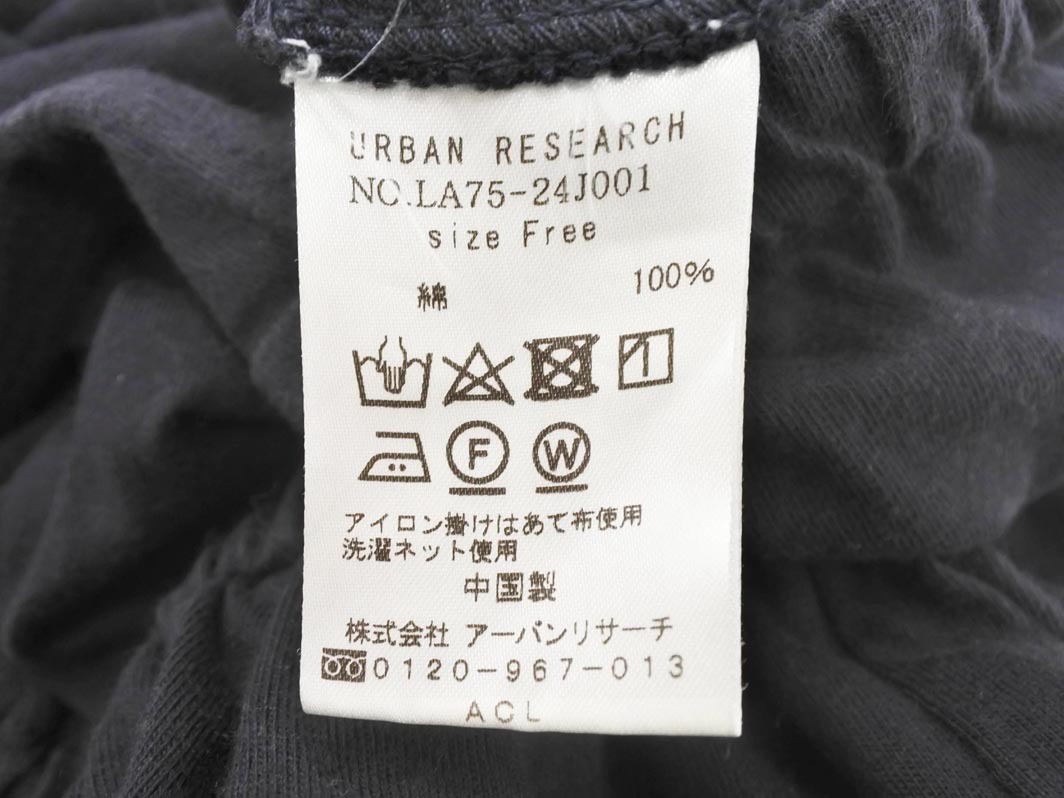 URBAN RESEARCH
NO.LA75-24J001
size Free
綿 100%
F W
アイロン掛けはあて布使用
洗濯ネット使用
中国製
株式会社 アーバンリサーチ
0120-967-013
ACL